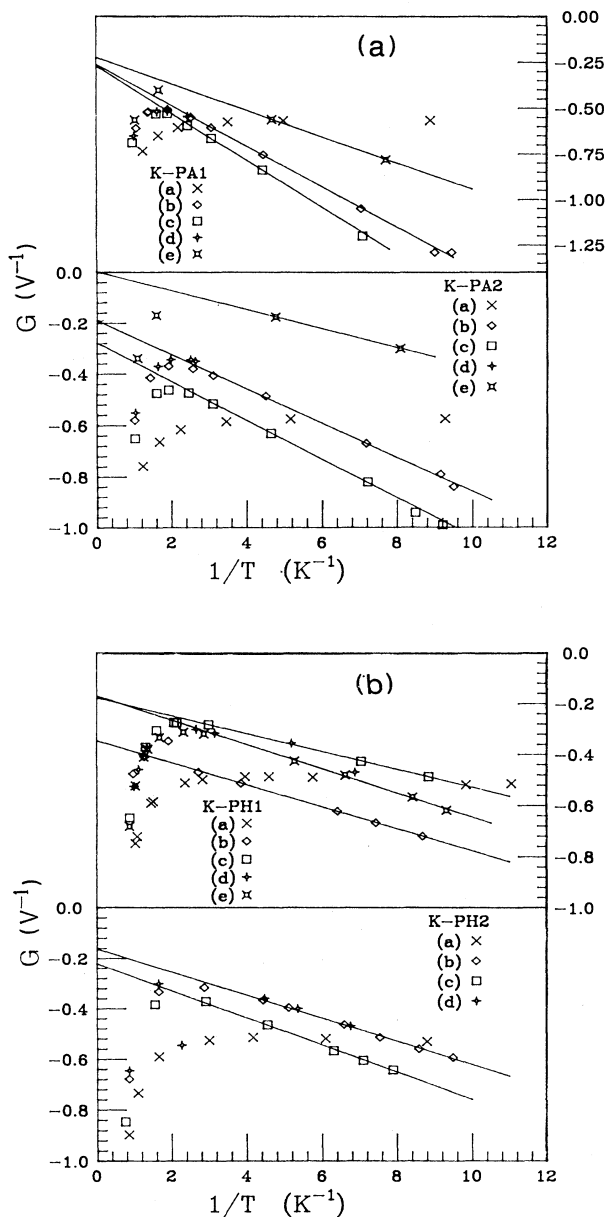 (a)
0.00
-0.25
-0.50
-0.75
-1.00
-1.25
K-PA1
(a) ×
(b) ◇
(c) □
(d) +
(e) ¤
0.0
-0.2
-0.4
-0.6
-0.8
-1.0
K-PA2
(a) ×
(b) ◇
(c) □
(d) +
(e) ¤
G (V⁻¹)
0 2 4 6 8 10 12
1/T (K⁻¹)
(b)
0.0
-0.2
-0.4
-0.6
-0.8
-1.0
K-PH1
(a) ×
(b) ◇
(c) □
(d) +
(e) ¤
0.0
-0.2
-0.4
-0.6
-0.8
-1.0
K-PH2
(a) ×
(b) ◇
(c) □
(d) +
G (V⁻¹)
0 2 4 6 8 10 12
1/T (K⁻¹)